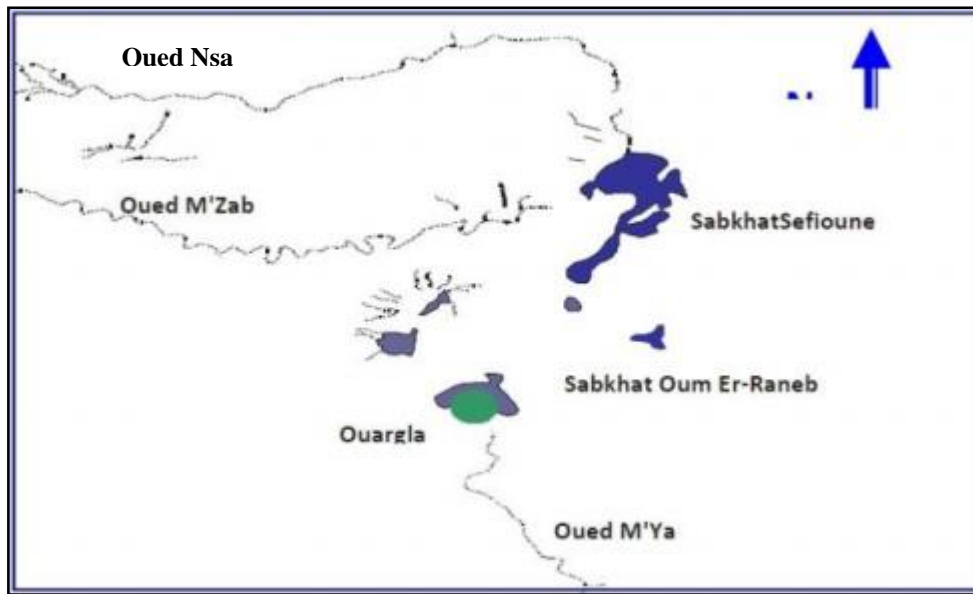 Oued Nsa
Oued M'Zab
SabkhatSefioune
Sabkhat Oum Er-Raneb
Ouargla
Oued M'Ya